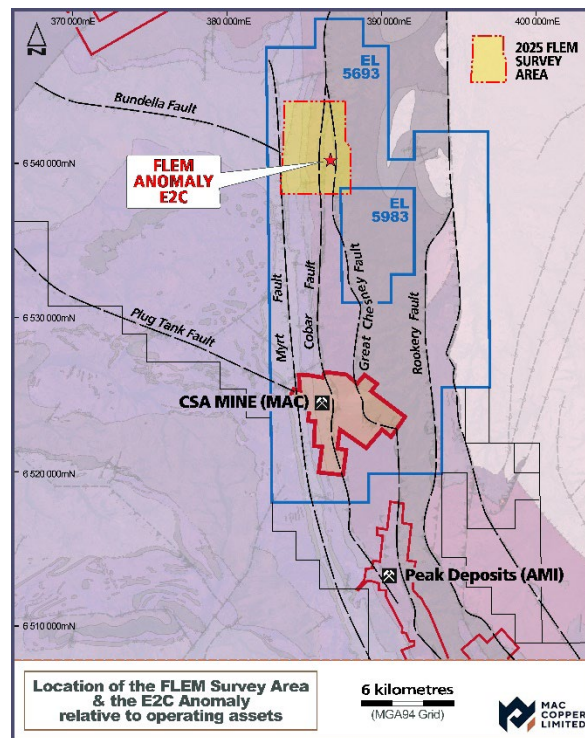 370 000mE
380 000mE
390 000mE
400 000mE
N
2025 FLEM
SURVEY
AREA
EL
5693
Bundella Fault
6 540 000mN
FLEM
ANOMALY
E2C
EL
5983
Myrt Fault
Cobar Fault
Great Chesney Fault
Rookery Fault
6 530 000mN
Plug Tank Fault
CSA MINE (MAC)
6 520 000mN
Peak Deposits (AMI)
6 510 000mN
Location of the FLEM Survey Area
& the E2C Anomaly
relative to operating assets
6 kilometres
(MGA94 Grid)
MAC
COPPER
LIMITED